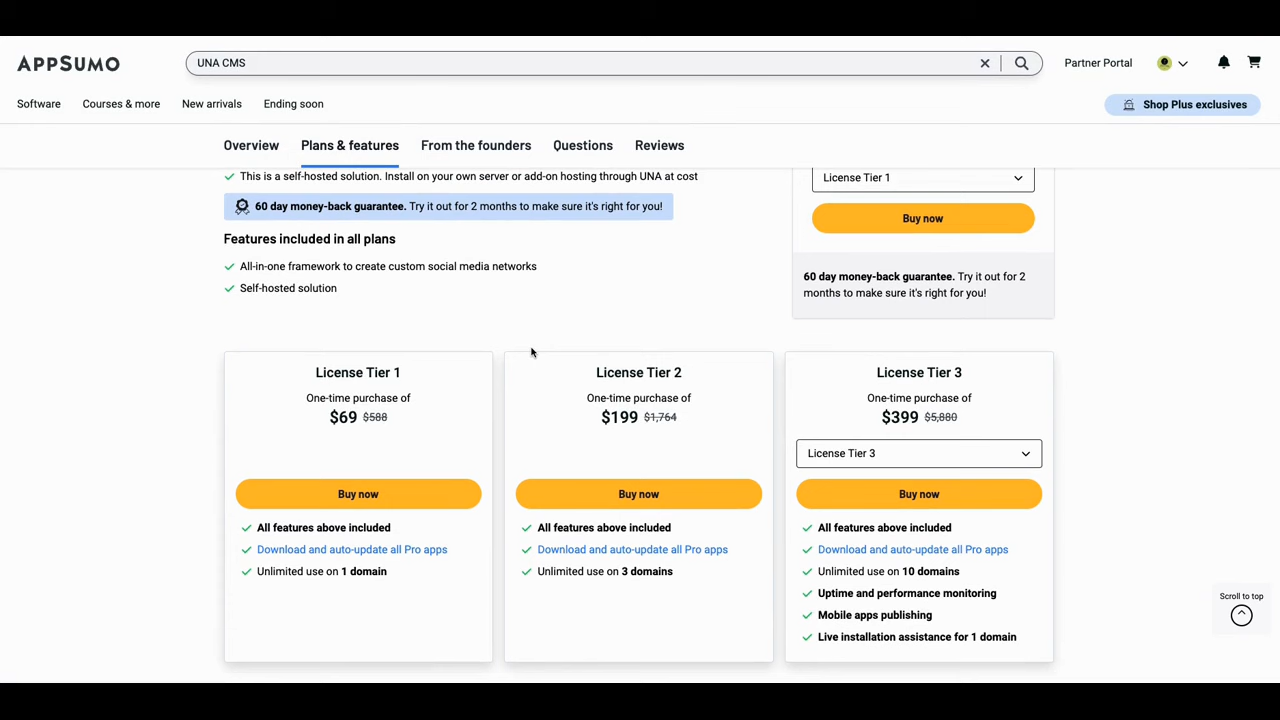 APPSUMO
UNA CMS
Partner Portal
Software
Courses & more
New arrivals
Ending soon
Shop Plus exclusives
Overview
Plans & features
From the founders
Questions
Reviews
This is a self-hosted solution. Install on your own server or add-on hosting through UNA at cost
60 day money-back guarantee. Try it out for 2 months to make sure it's right for you!
Features included in all plans
All-in-one framework to create custom social media networks
Self-hosted solution
License Tier 1
Buy now
60 day money-back guarantee. Try it out for 2
months to make sure it's right for you!
License Tier 1
One-time purchase of
$69 $588
Buy now
All features above included
Download and auto-update all Pro apps
Unlimited use on 1 domain
License Tier 2
One-time purchase of
$199 $1,764
Buy now
All features above included
Download and auto-update all Pro apps
Unlimited use on 3 domains
License Tier 3
One-time purchase of
$399 $5,880
License Tier 3
Buy now
All features above included
Download and auto-update all Pro apps
Unlimited use on 10 domains
Uptime and performance monitoring
Mobile apps publishing
Live installation assistance for 1 domain
Scroll to top